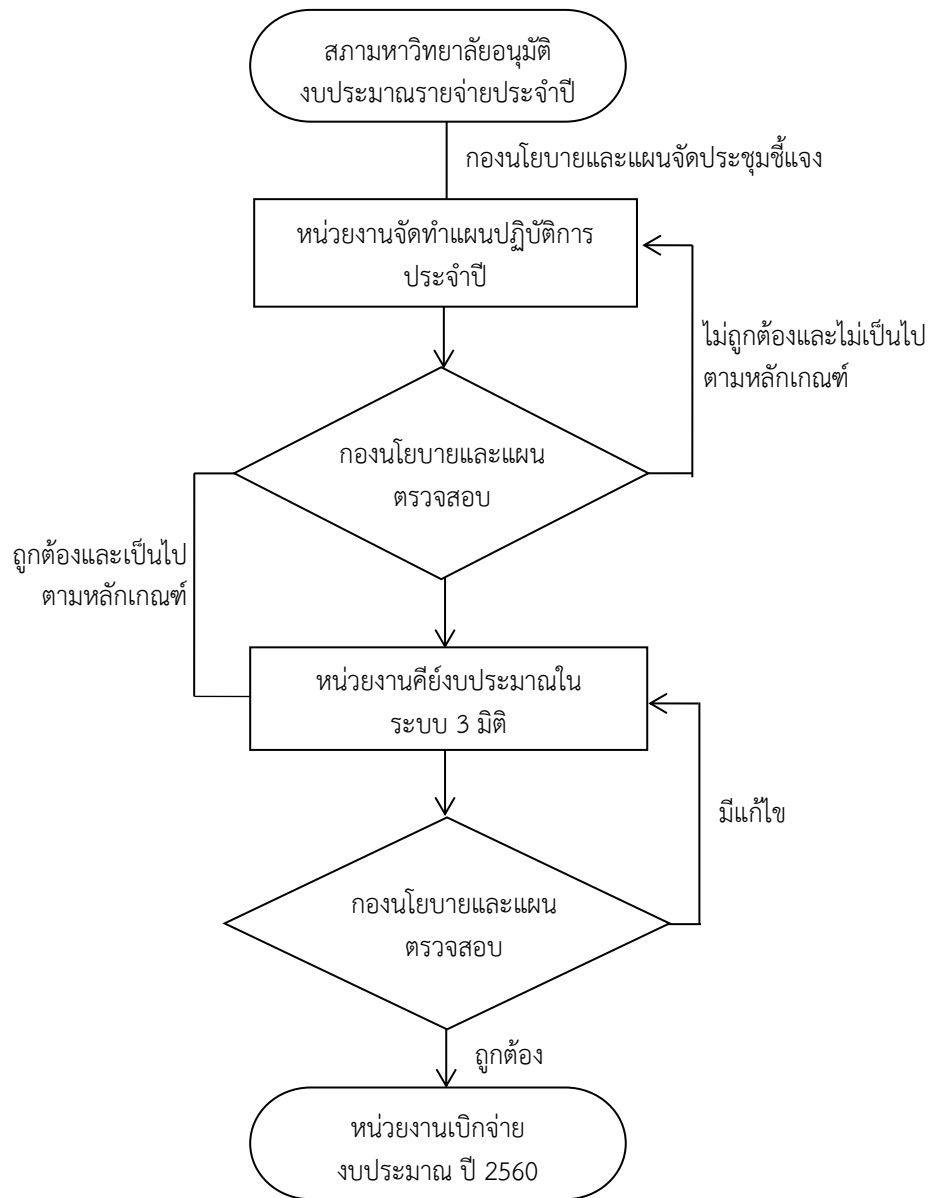 สภามหาวิทยาลัยอนุมัติ
งบประมาณรายจ่ายประจำปี
กองนโยบายและแผนจัดประชุมชี้แจง
หน่วยงานจัดทำแผนปฏิบัติการ
ประจำปี
ไม่ถูกต้องและไม่เป็นไป
ตามหลักเกณฑ์
กองนโยบายและแผน
ตรวจสอบ
ถูกต้องและเป็นไป
ตามหลักเกณฑ์
หน่วยงานคีย์งบประมาณใน
ระบบ 3 มิติ
มีแก้ไข
กองนโยบายและแผน
ตรวจสอบ
ถูกต้อง
หน่วยงานเบิกจ่าย
งบประมาณ ปี 2560